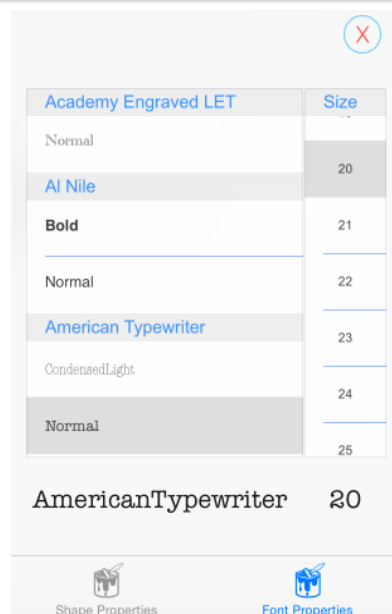 X
Academy Engraved LET
Size
Normal
20
Al Nile
Bold
21
Normal
22
American Typewriter
23
CondensedLight
24
Normal
25
AmericanTypewriter 20
Shape Properties
Font Properties